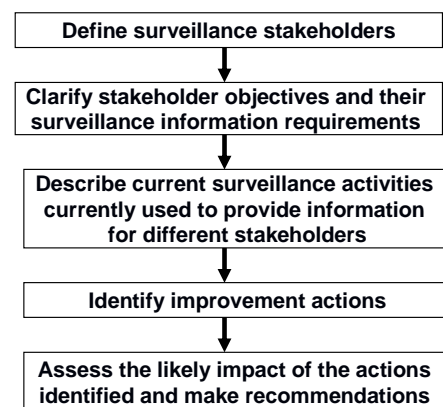 Define surveillance stakeholders
Clarify stakeholder objectives and their
surveillance information requirements
Describe current surveillance activities
currently used to provide information
for different stakeholders
Identify improvement actions
Assess the likely impact of the actions
identified and make recommendations